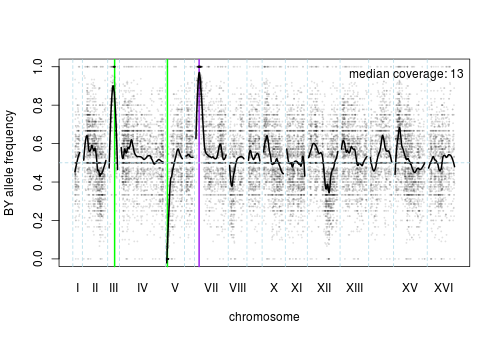 median coverage: 13
BY allele frequency
1.0
0.8
0.6
0.4
0.2
0.0
I II III IV V VII VIII X XI XII XIII XV XVI
chromosome